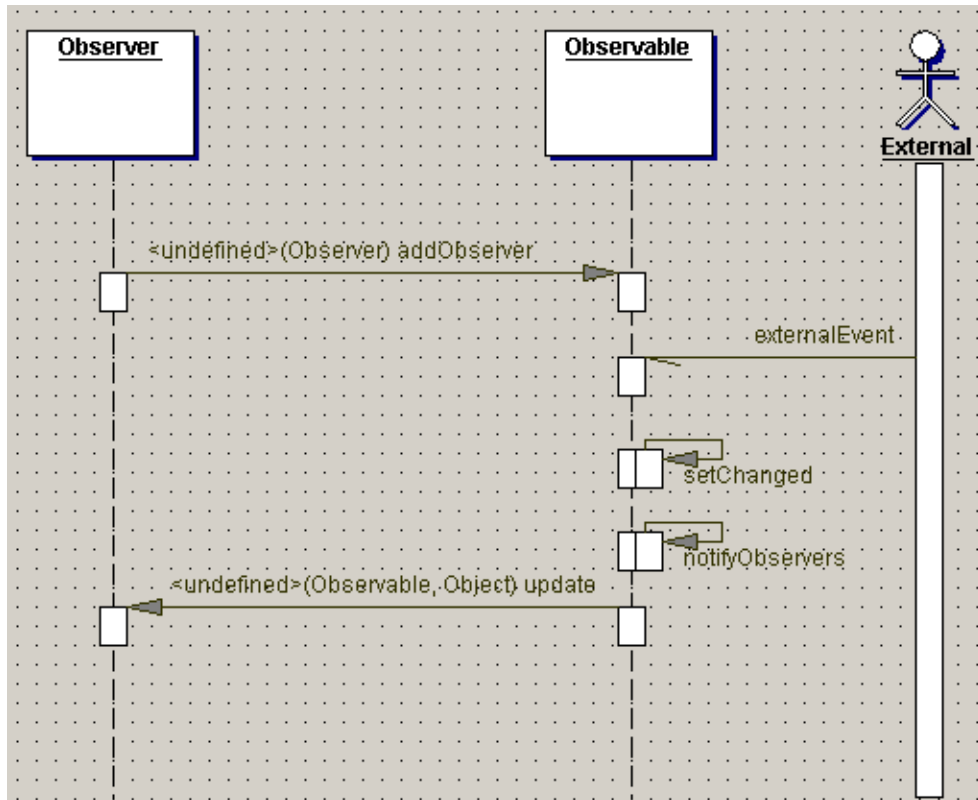 Observer
Observable
External
<undefined>(Observer) addObserver
externalEvent
setChanged
notifyObservers
<undefined>(Observable, Object) update